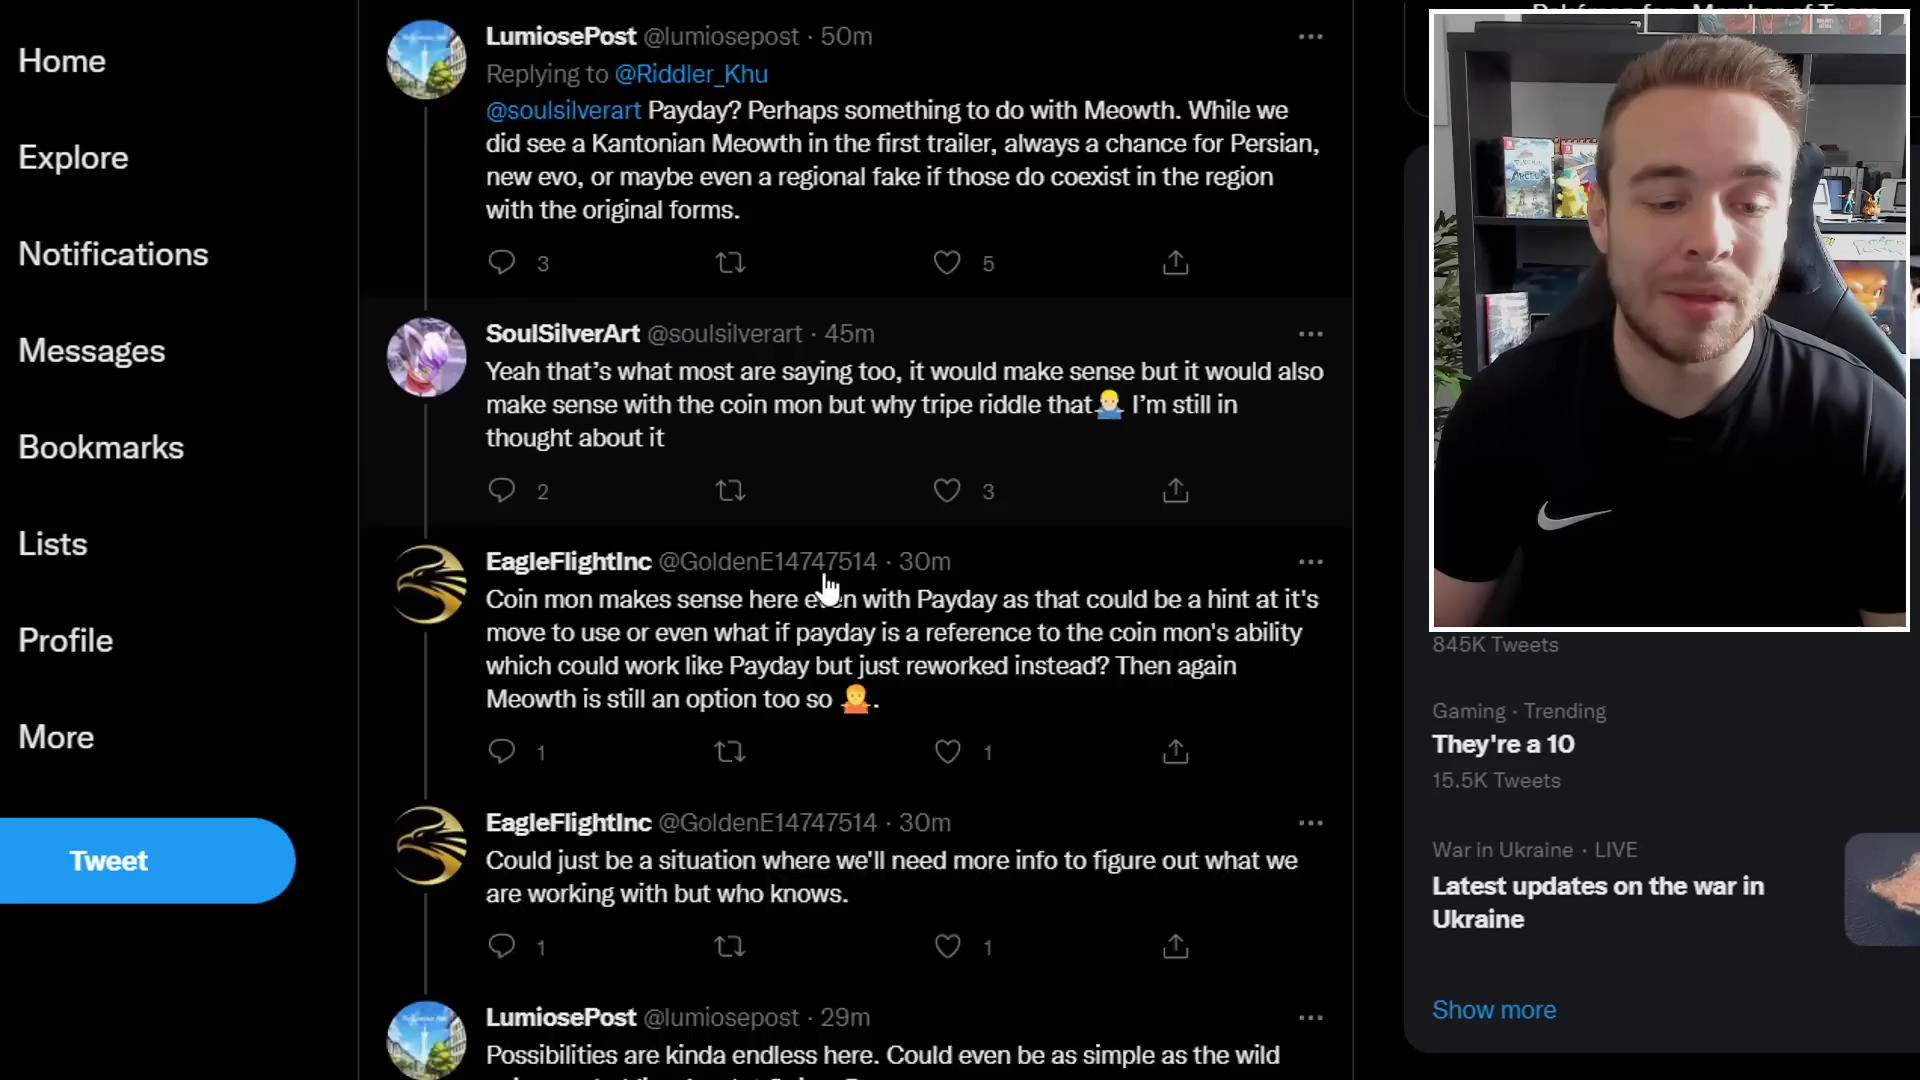 Home
Explore
Notifications
Messages
Bookmarks
Lists
Profile
More
Tweet
LumiosePost @lumiosepost · 50m
Replying to @Riddler_Khu
@soulsilverart Payday? Perhaps something to do with Meowth. While we
did see a Kantonian Meowth in the first trailer, always a chance for Persian,
new evo, or maybe even a regional fake if those do coexist in the region
with the original forms.
3
5
SoulSilverArt @soulsilverart · 45m
Yeah that’s what most are saying too, it would make sense but it would also
make sense with the coin mon but why tripe riddle that🤷🏼‍♂️ I’m still in
thought about it
2
3
EagleFlightInc @GoldenE14747514 · 30m
Coin mon makes sense here even with Payday as that could be a hint at it's
move to use or even what if payday is a reference to the coin mon's ability
which could work like Payday but just reworked instead? Then again
Meowth is still an option too so 🤷.
1
1
EagleFlightInc @GoldenE14747514 · 30m
Could just be a situation where we'll need more info to figure out what we
are working with but who knows.
1
1
LumiosePost @lumiosepost · 29m
Possibilities are kinda endless here. Could even be as simple as the wild
ARCEUS
845K Tweets
Gaming · Trending
They're a 10
15.5K Tweets
War in Ukraine · LIVE
Latest updates on the war in
Ukraine
Show more